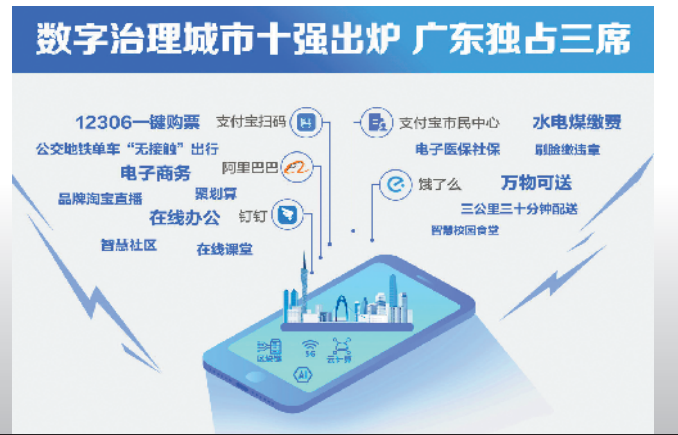 数字治理城市十强出炉 广东独占三席
12306一键购票 支付宝扫码
公交地铁单车“无接触”出行
电子商务 阿里巴巴
品牌淘宝直播 聚划算
在线办公 钉钉
智慧社区 在线课堂
支付宝市民中心 水电煤缴费
电子医保社保 刷脸缴违章
饿了么 万物可送
三公里三十分钟配送
智慧校园食堂
区块链 5G 云计算
AI